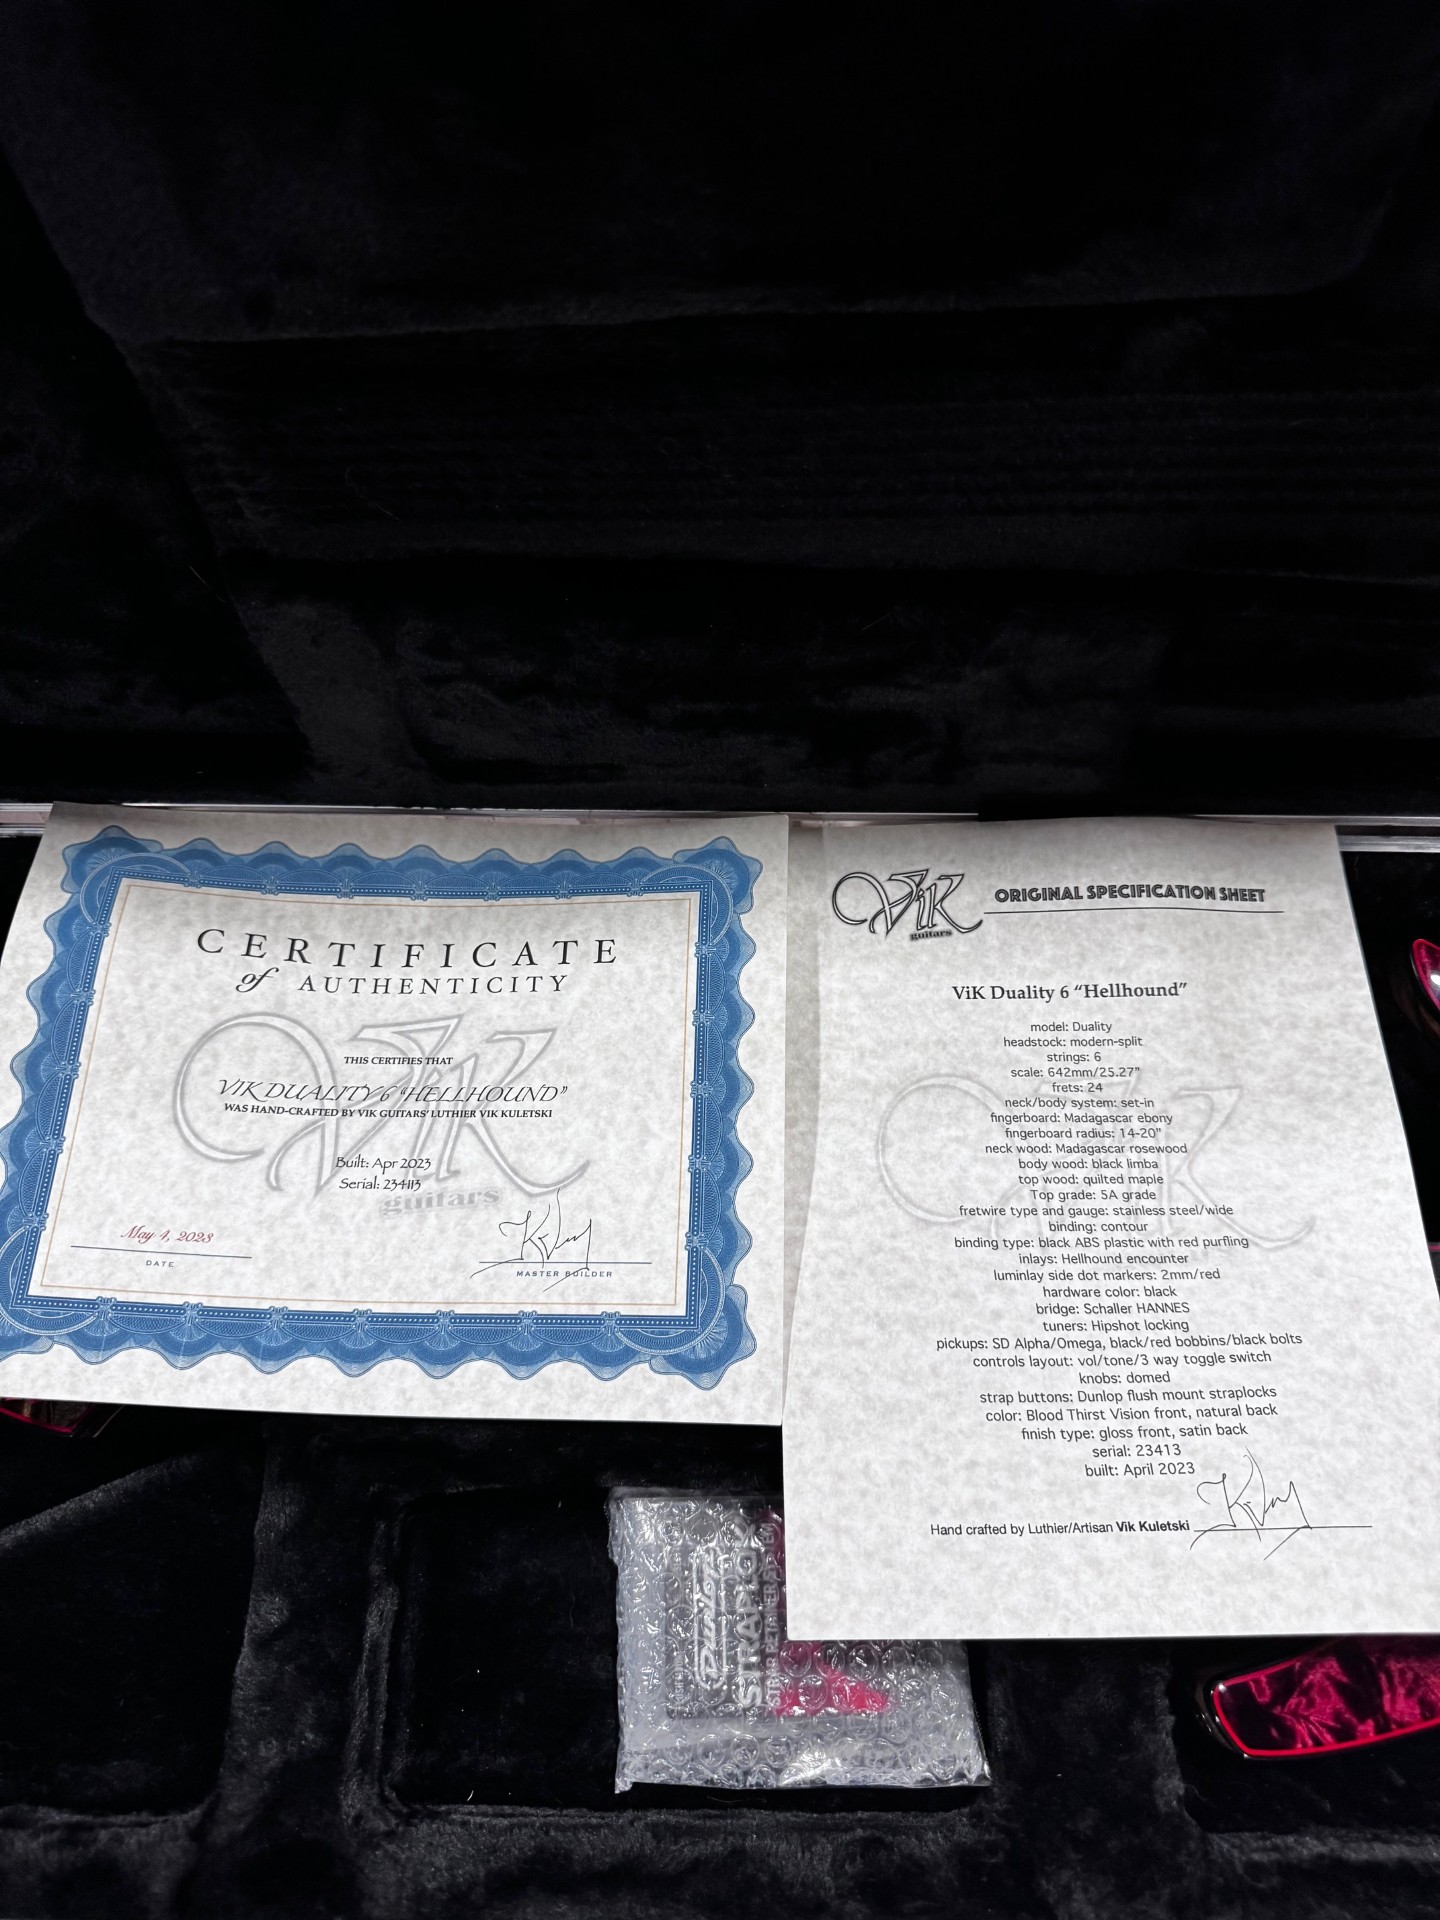 CERTIFICATE
of AUTHENTICITY
THIS CERTIFIES THAT
VIK DUALITY 6 "HELLHOUND"
WAS HAND-CRAFTED BY VIK GUITARS' LUTHIER VIK KULETSKI
Built: Apr 2023
Serial: 234113
guitars
May 4, 2023
DATE
MASTER BUILDER
ViK
guitars
ORIGINAL SPECIFICATION SHEET
ViK Duality 6 “Hellhound”
model: Duality
headstock: modern-split
strings: 6
scale: 642mm/25.27”
frets: 24
neck/body system: set-in
fingerboard: Madagascar ebony
fingerboard radius: 14-20”
neck wood: Madagascar rosewood
body wood: black limba
top wood: quilted maple
Top grade: 5A grade
fretwire type and gauge: stainless steel/wide
binding: contour
binding type: black ABS plastic with red purfling
inlays: Hellhound encounter
luminlay side dot markers: 2mm/red
hardware color: black
bridge: Schaller HANNES
tuners: Hipshot locking
pickups: SD Alpha/Omega, black/red bobbins/black bolts
controls layout: vol/tone/3 way toggle switch
knobs: domed
strap buttons: Dunlop flush mount straplocks
color: Blood Thirst Vision front, natural back
finish type: gloss front, satin back
serial: 23413
built: April 2023
Hand crafted by Luthier/Artisan Vik Kuletski
Dunlop